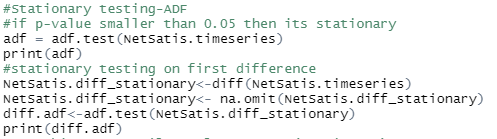 #Stationary testing-ADF
#if p-value smaller than 0.05 then its stationary
adf = adf.test(NetSatis.timeseries)
print(adf)
#stationary testing on first difference
NetSatis.diff_stationary<-diff(NetSatis.timeseries)
NetSatis.diff_stationary<- na.omit(NetSatis.diff_stationary)
diff.adf<-adf.test(NetSatis.diff_stationary)
print(diff.adf)